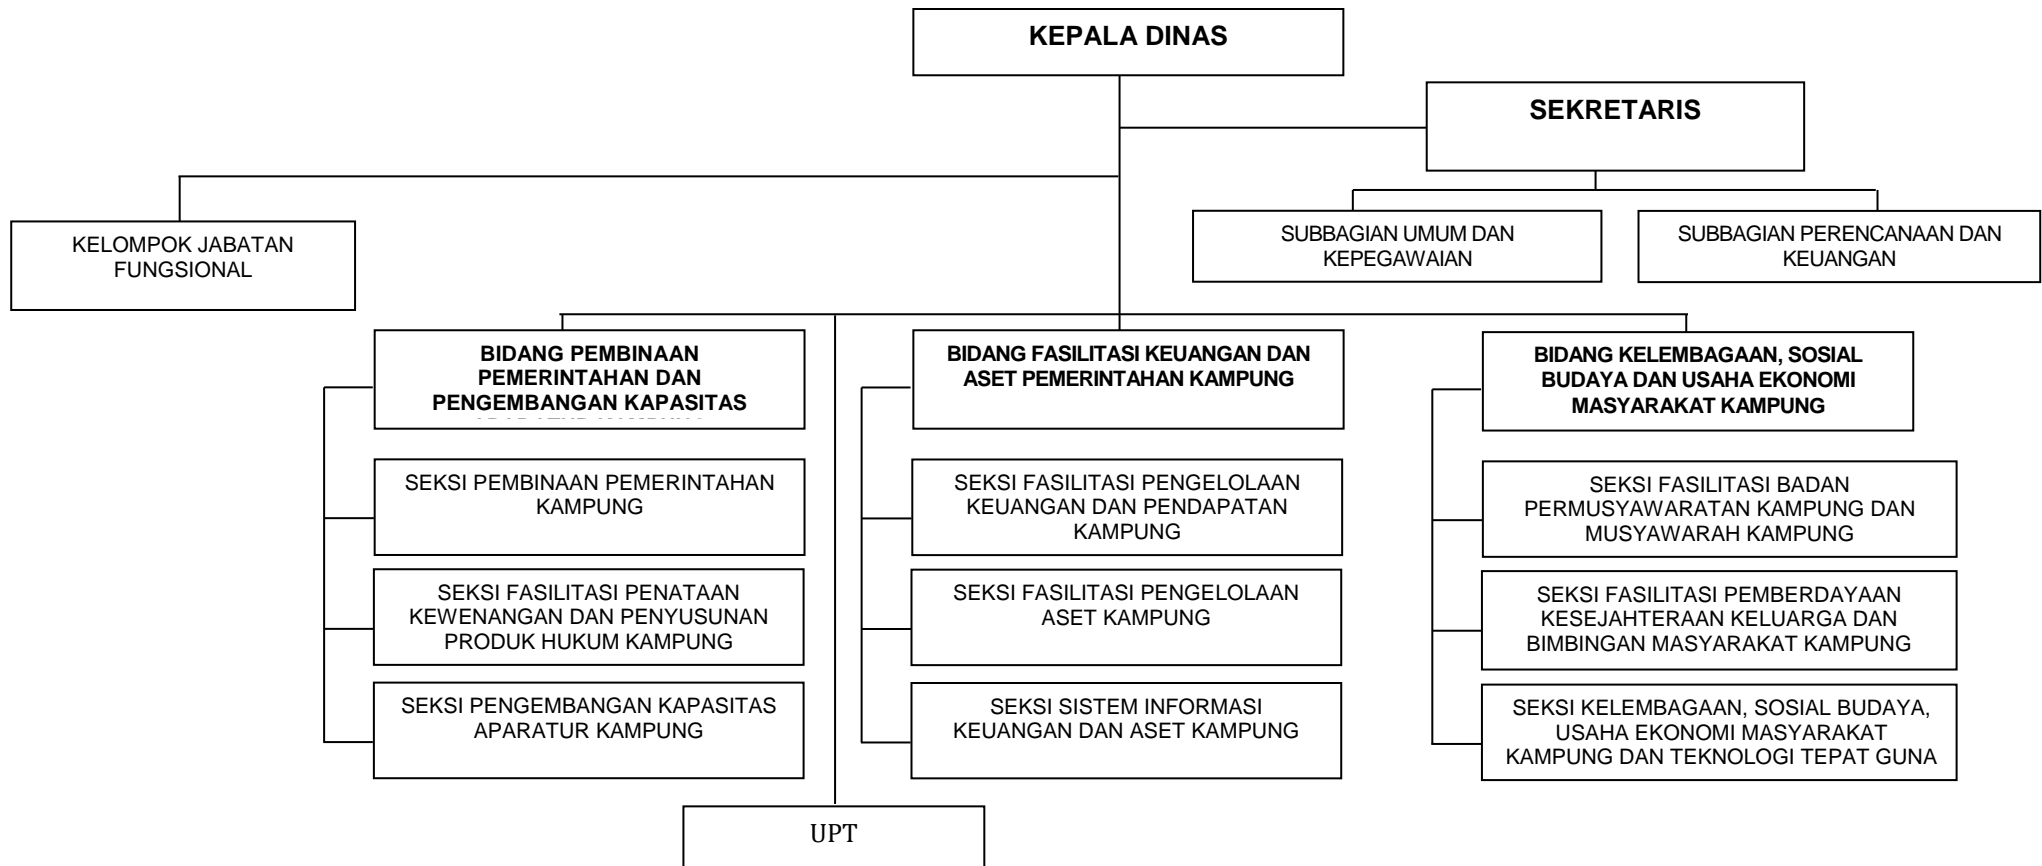 KEPALA DINAS
SEKRETARIS
KELOMPOK JABATAN
FUNGSIONAL
SUBBAGIAN UMUM DAN
KEPEGAWAIAN
SUBBAGIAN PERENCANAAN DAN
KEUANGAN
BIDANG PEMBINAAN
PEMERINTAHAN DAN
PENGEMBANGAN KAPASITAS
BIDANG FASILITASI KEUANGAN DAN
ASET PEMERINTAHAN KAMPUNG
BIDANG KELEMBAGAAN, SOSIAL
BUDAYA DAN USAHA EKONOMI
MASYARAKAT KAMPUNG
SEKSI PEMBINAAN PEMERINTAHAN
KAMPUNG
SEKSI FASILITASI PENGELOLAAN
KEUANGAN DAN PENDAPATAN
KAMPUNG
SEKSI FASILITASI BADAN
PERMUSYAWARATAN KAMPUNG DAN
MUSYAWARAH KAMPUNG
SEKSI FASILITASI PENATAAN
KEWENANGAN DAN PENYUSUNAN
PRODUK HUKUM KAMPUNG
SEKSI FASILITASI PENGELOLAAN
ASET KAMPUNG
SEKSI FASILITASI PEMBERDAYAAN
KESEJAHTERAAN KELUARGA DAN
BIMBINGAN MASYARAKAT KAMPUNG
SEKSI PENGEMBANGAN KAPASITAS
APARATUR KAMPUNG
SEKSI SISTEM INFORMASI
KEUANGAN DAN ASET KAMPUNG
SEKSI KELEMBAGAAN, SOSIAL BUDAYA,
USAHA EKONOMI MASYARAKAT
KAMPUNG DAN TEKNOLOGI TEPAT GUNA
UPT